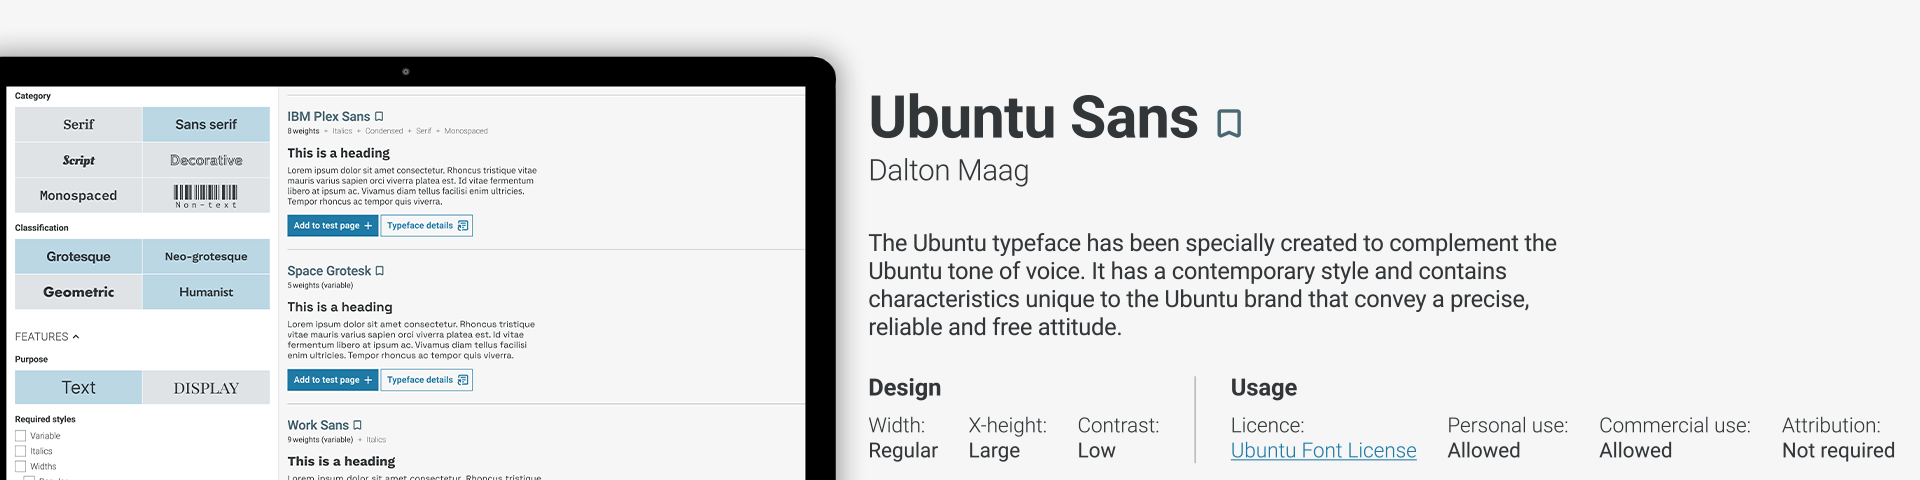 Category
Serif
Sans serif
Script
Decorative
Monospaced
Non-text
Classification
Grotesque
Neo-grotesque
Geometric
Humanist
FEATURES
Purpose
Text
DISPLAY
Required styles
Variable
Italics
Widths
IBM Plex Sans
8 weights + Italics + Condensed + Serif + Monospaced
This is a heading
Lorem ipsum dolor sit amet consectetur. Rhoncus tristique vitae
mauris varius sapien orci viverra platea est. Id vitae fermentum
libero at ipsum ac. Vivamus diam tellus facilisi enim ultricies.
Tempor rhoncus ac tempor quis viverra.
Add to test page +
Typeface details
Space Grotesk
5 weights (variable)
This is a heading
Lorem ipsum dolor sit amet consectetur. Rhoncus tristique
vitae mauris varius sapien orci viverra platea est. Id vitae
fermentum libero at ipsum ac. Vivamus diam tellus facilisi
enim ultricies. Tempor rhoncus ac tempor quis viverra.
Add to test page +
Typeface details
Work Sans
9 weights (variable) + Italics
This is a heading
Lorem ipsum dolor sit amet consectetur. Rhoncus tristique
Ubuntu Sans
Dalton Maag
The Ubuntu typeface has been specially created to complement the
Ubuntu tone of voice. It has a contemporary style and contains
characteristics unique to the Ubuntu brand that convey a precise,
reliable and free attitude.
Design
Width:
Regular
X-height:
Large
Contrast:
Low
Usage
Licence:
Ubuntu Font License
Personal use:
Allowed
Commercial use:
Allowed
Attribution:
Not required